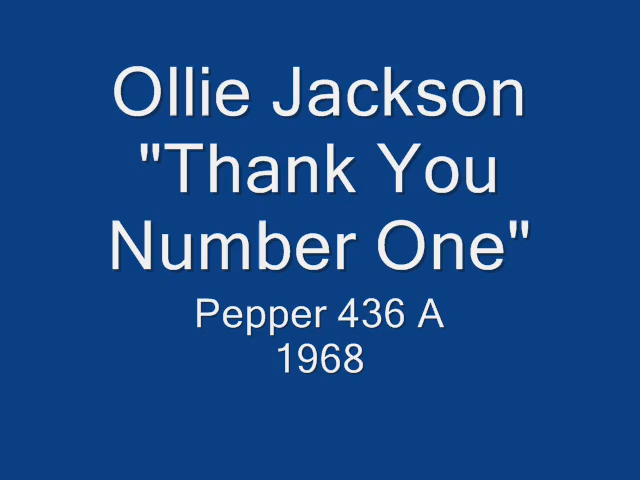 Ollie Jackson
"Thank You
Number One"
Pepper 436 A
1968